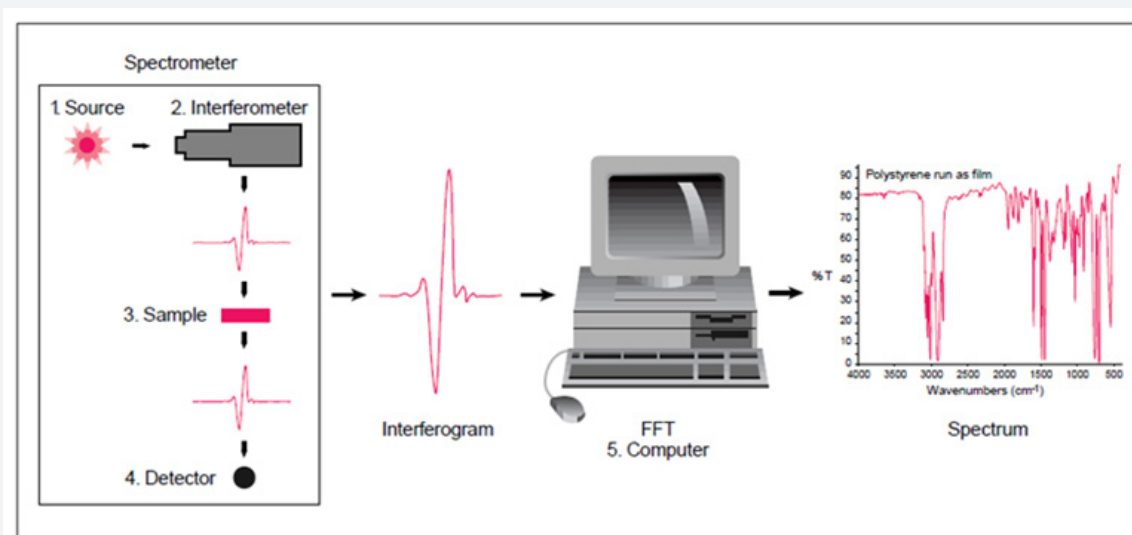 Spectrometer
1. Source
2. Interferometer
3. Sample
4. Detector
Interferogram
FFT
5. Computer
Polystyrene run as film
90
80
70
60
50
% T
40
30
20
10
0
4000 3000 2500 2000 1500 1000 500
Wavenumbers (cm-1)
Spectrum